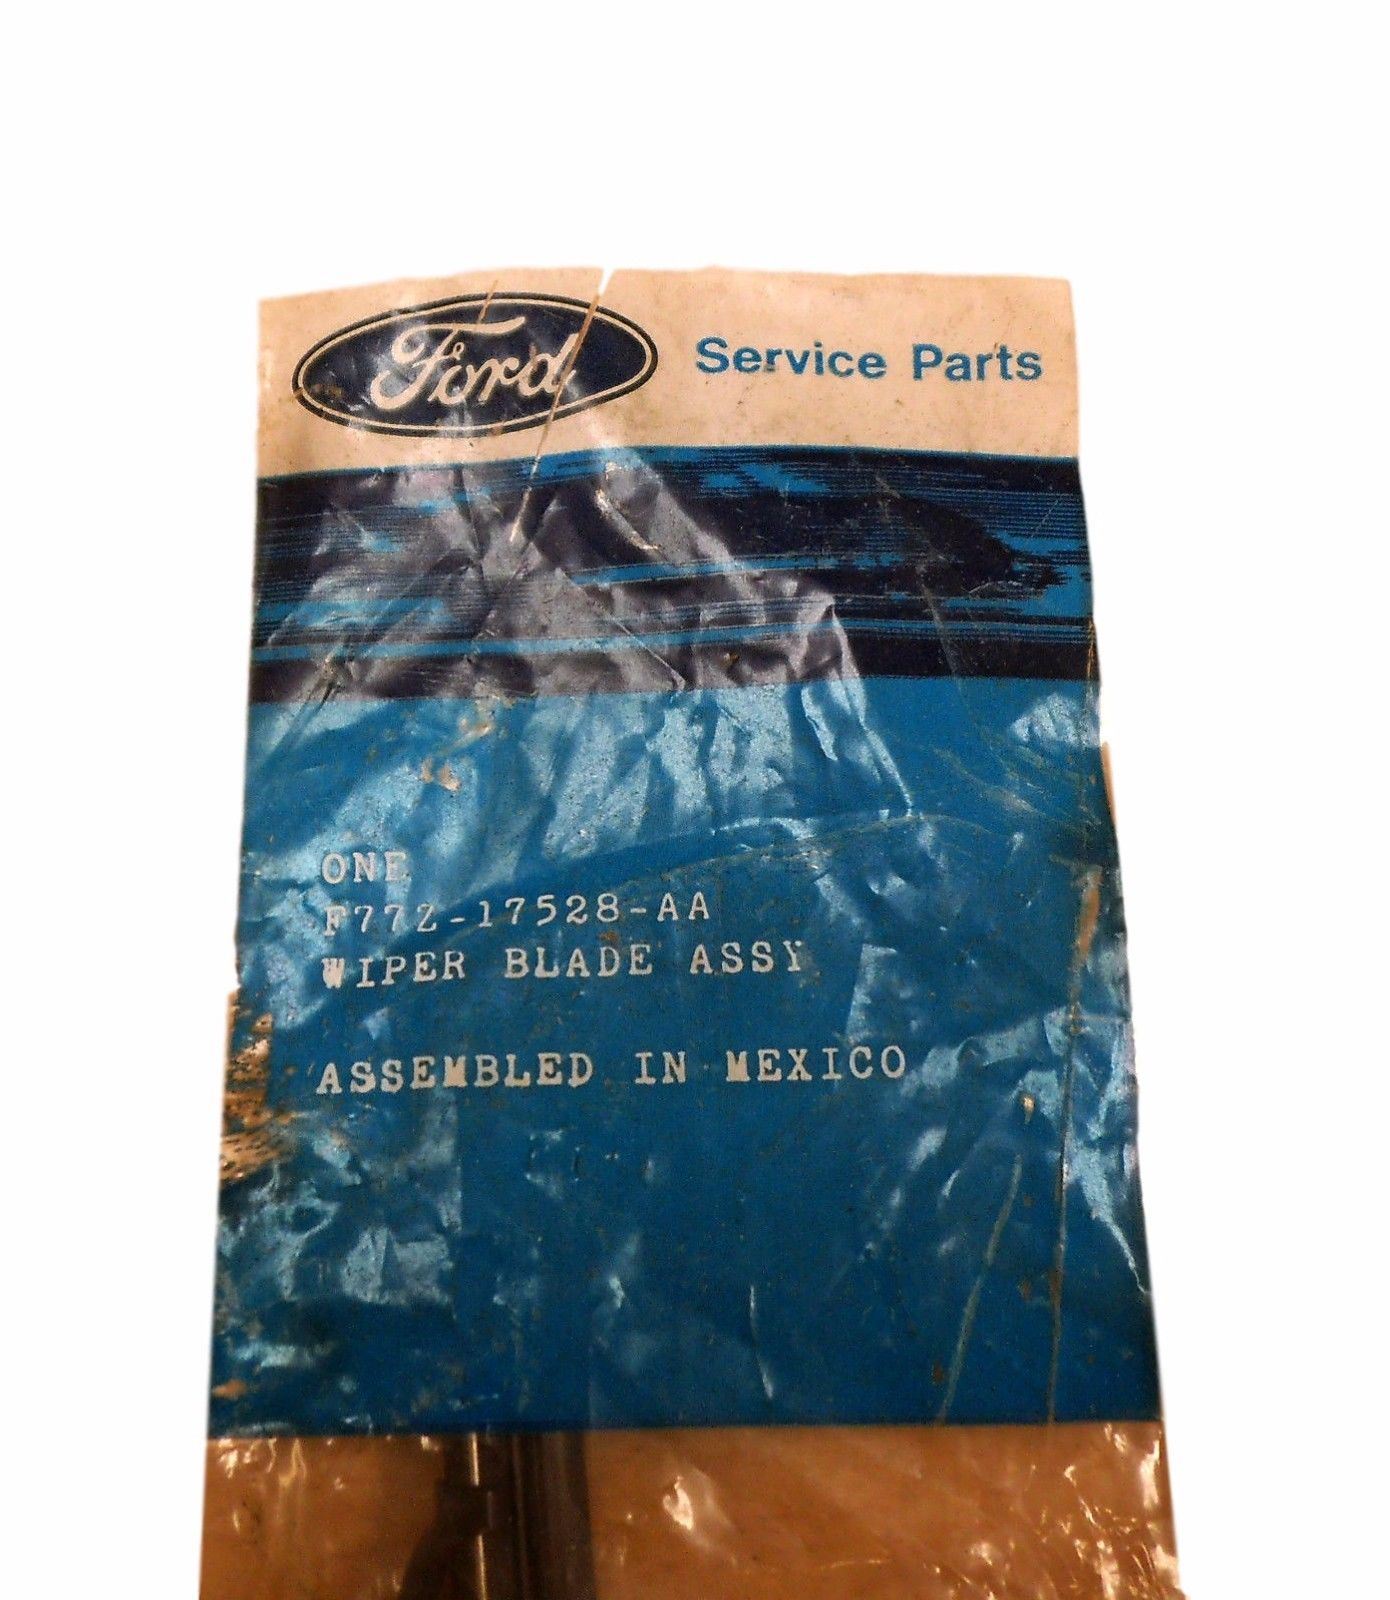 Ford Service Parts
ONE
F77Z-17528-AA
WIPER BLADE ASSY
ASSEMBLED IN MEXICO